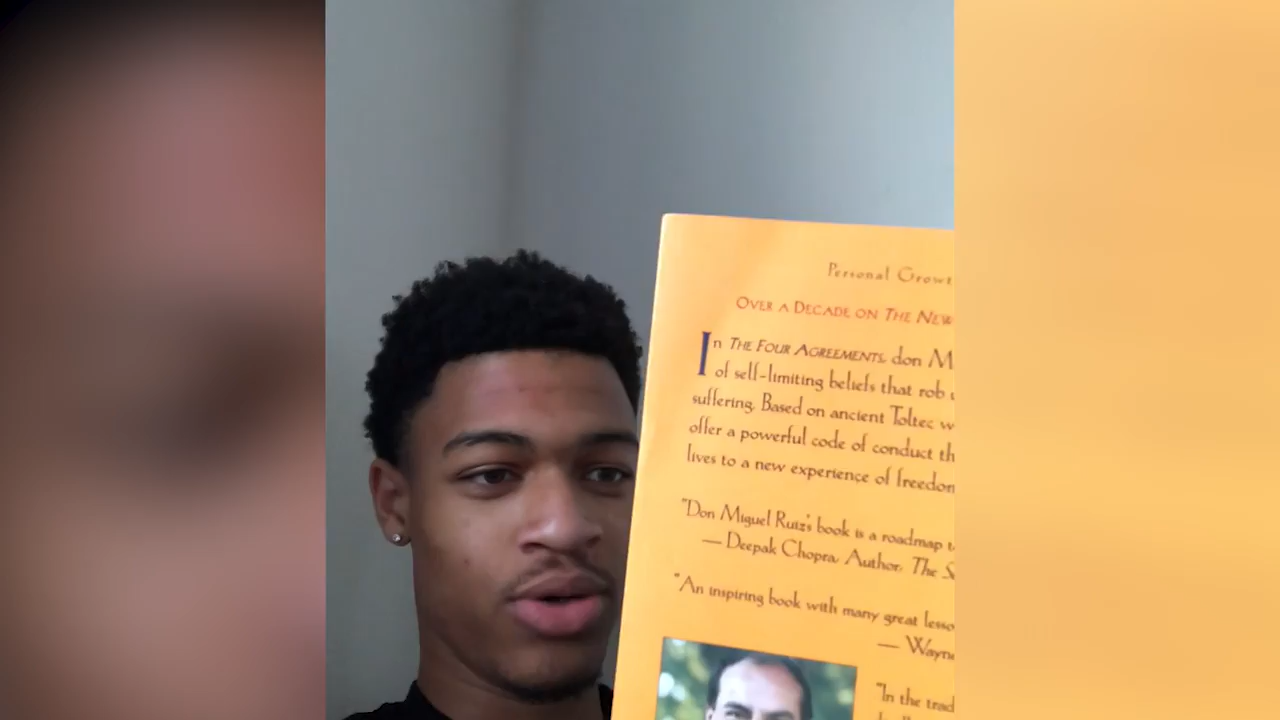 Personal Growt
OVER A DECADE ON THE NEW
In THE FOUR AGREEMENTS, don M
of self-limiting beliefs that rob u
suffering. Based on ancient Toltec w
offer a powerful code of conduct th
lives to a new experience of freedom
"Don Miguel Ruiz's book is a roadmap t
— Deepak Chopra, Author, The S
"An inspiring book with many great lesso
— Wayne
"In the trad